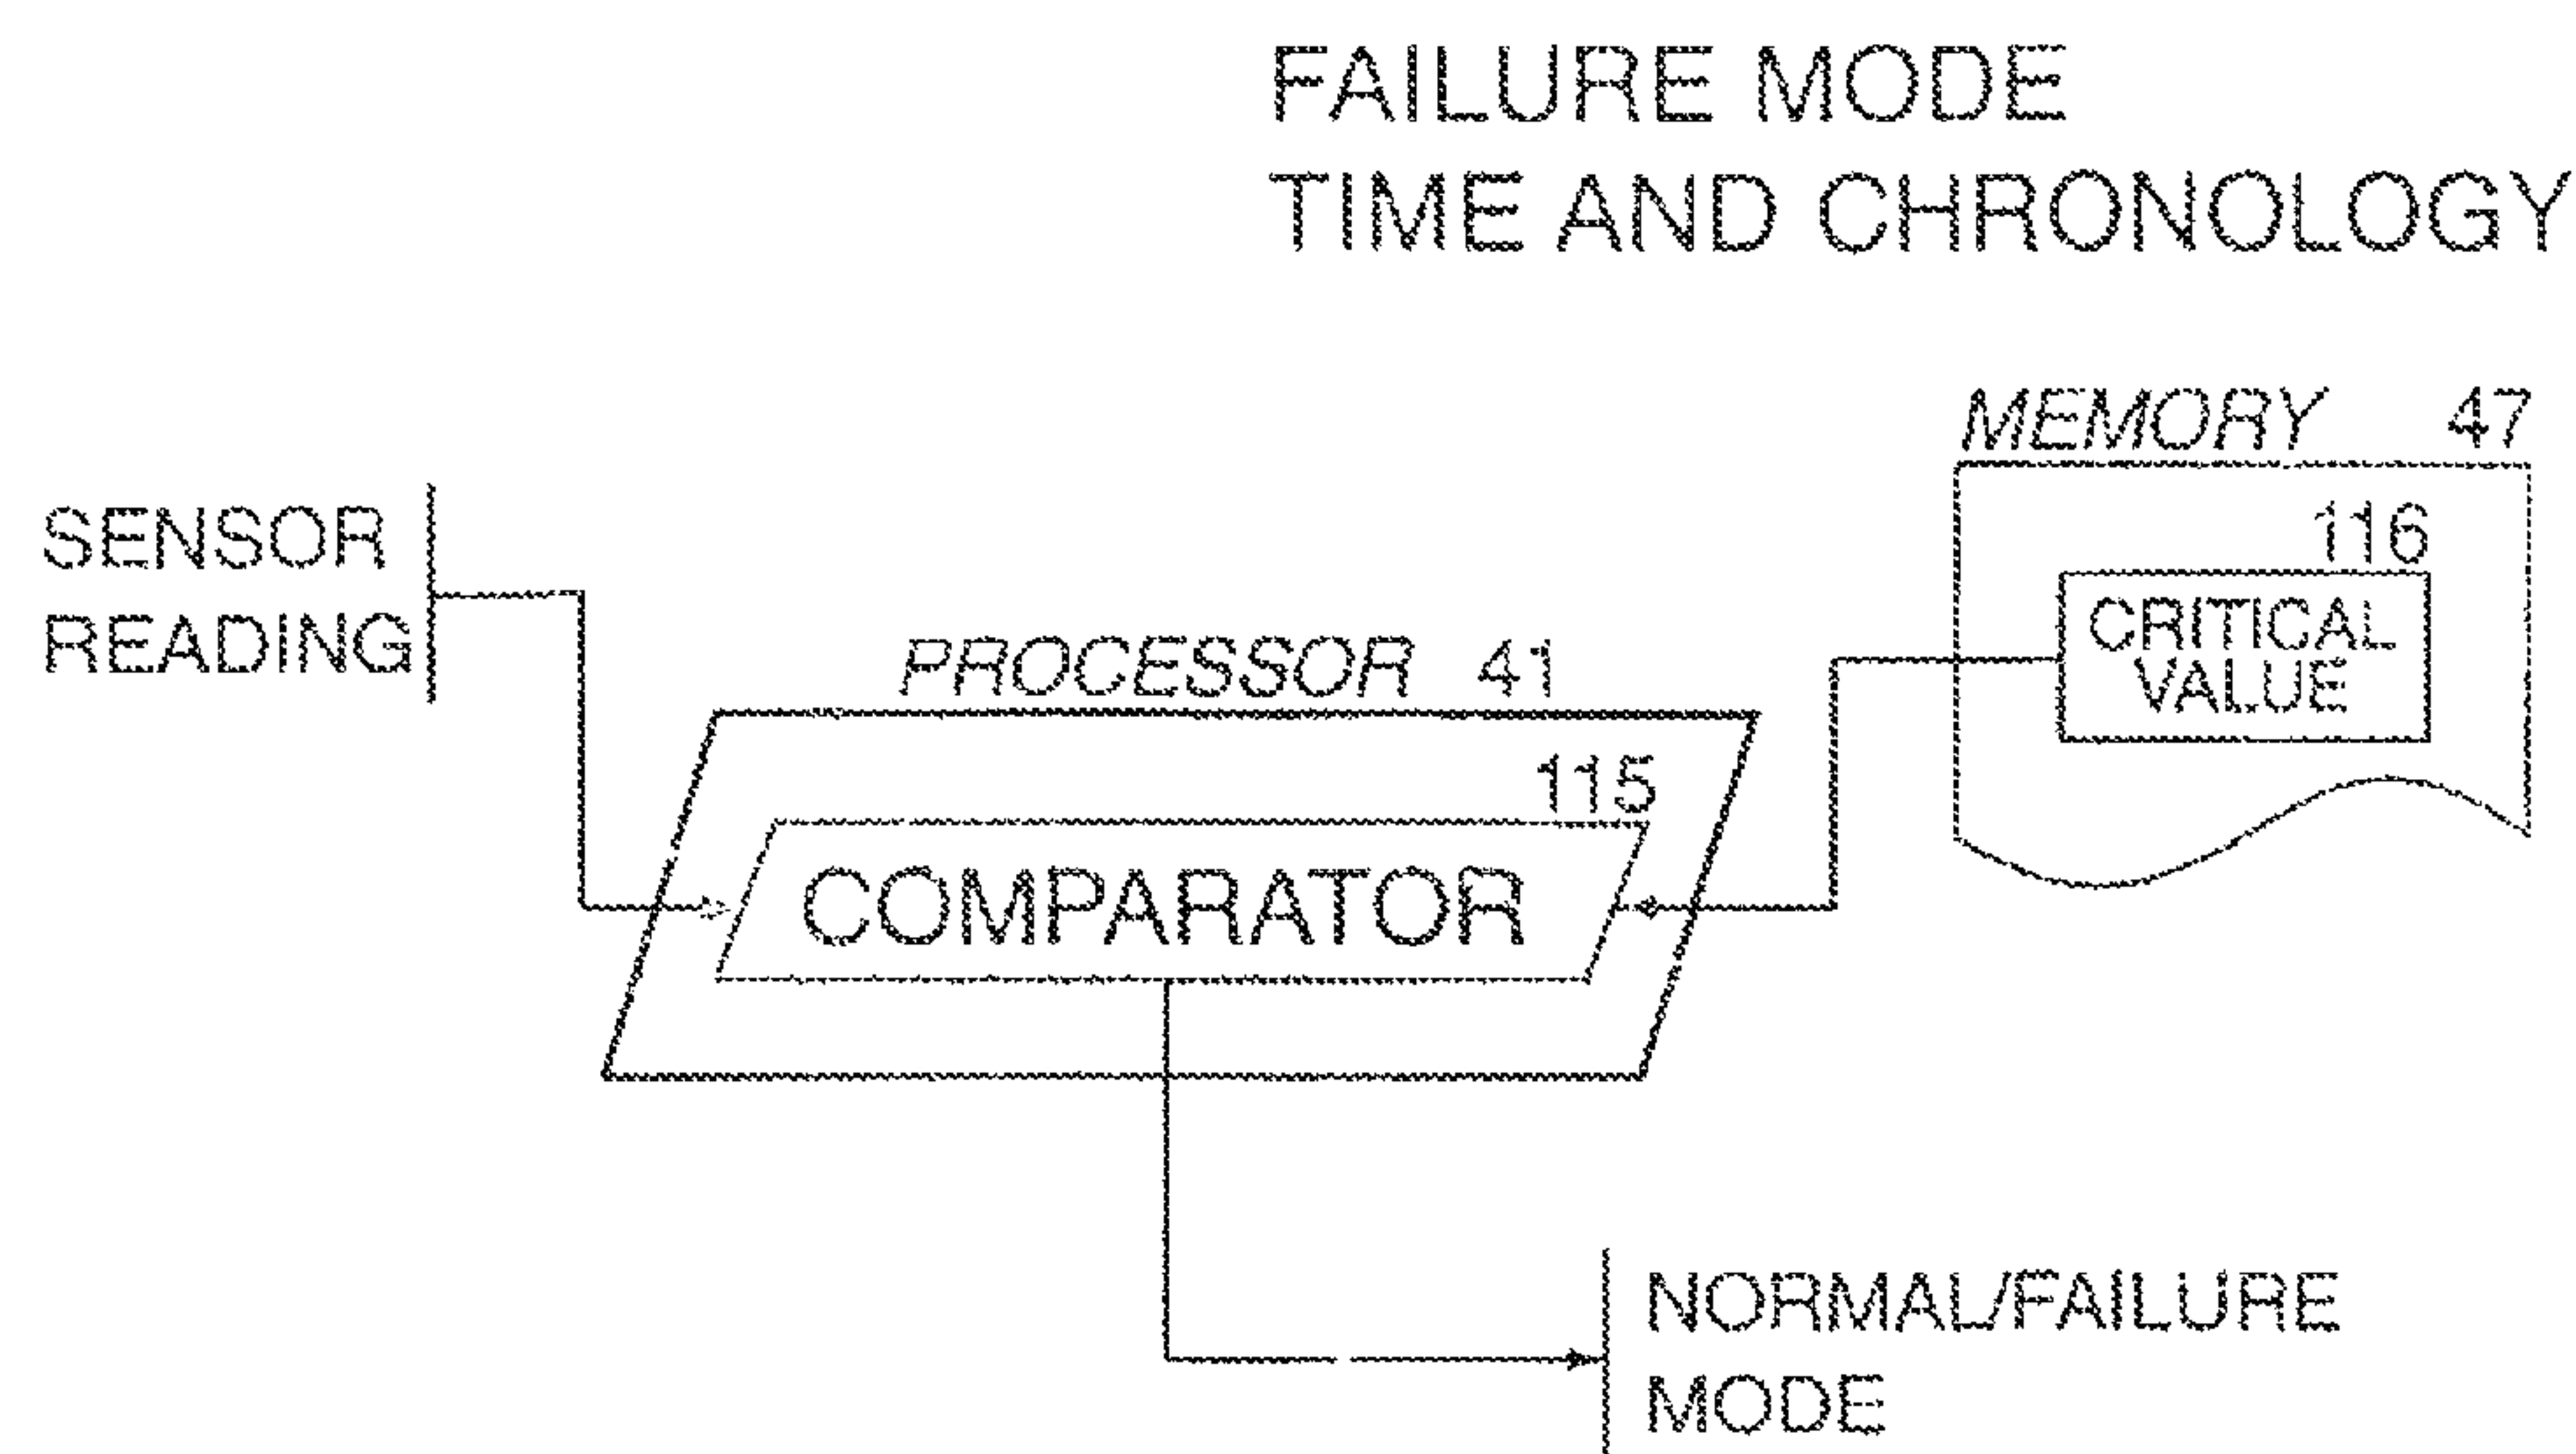 FAILURE MODE
TIME AND CHRONOLOGY
MEMORY 47
116
CRITICAL
VALUE
SENSOR
READING
PROCESSOR 41
115
COMPARATOR
NORMAL/FAILURE
MODE